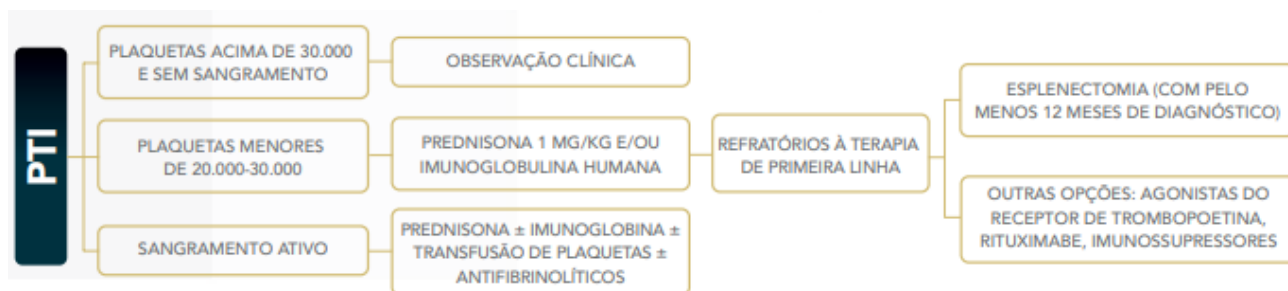 PTI
PLAQUETAS ACIMA DE 30.000
E SEM SANGRAMENTO
OBSERVAÇÃO CLÍNICA
PLAQUETAS MENORES
DE 20.000-30.000
PREDNISONA 1 MG/KG E/OU
IMUNOGLOBULINA HUMANA
REFRATÓRIOS À TERAPIA
DE PRIMEIRA LINHA
ESPLENECTOMIA (COM PELO
MENOS 12 MESES DE DIAGNÓSTICO)
OUTRAS OPÇÕES: AGONISTAS DO
RECEPTOR DE TROMBOPOETINA,
RITUXIMABE, IMUNOSSUPRESSORES
SANGRAMENTO ATIVO
PREDNISONA ± IMUNOGLOBINA ±
TRANSFUSÃO DE PLAQUETAS ±
ANTIFIBRINOLÍTICOS